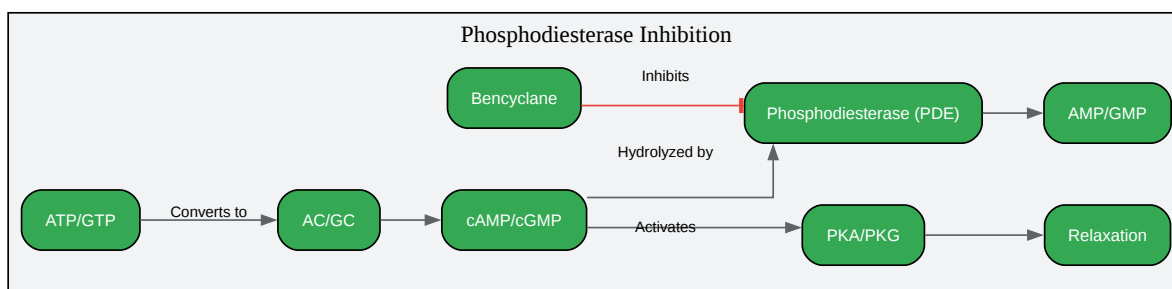 Phosphodiesterase Inhibition
Inhibits
Bencyclane
Phosphodiesterase (PDE)
AMP/GMP
Hydrolyzed by
ATP/GTP
Converts to
AC/GC
cAMP/cGMP
Activates
PKA/PKG
Relaxation